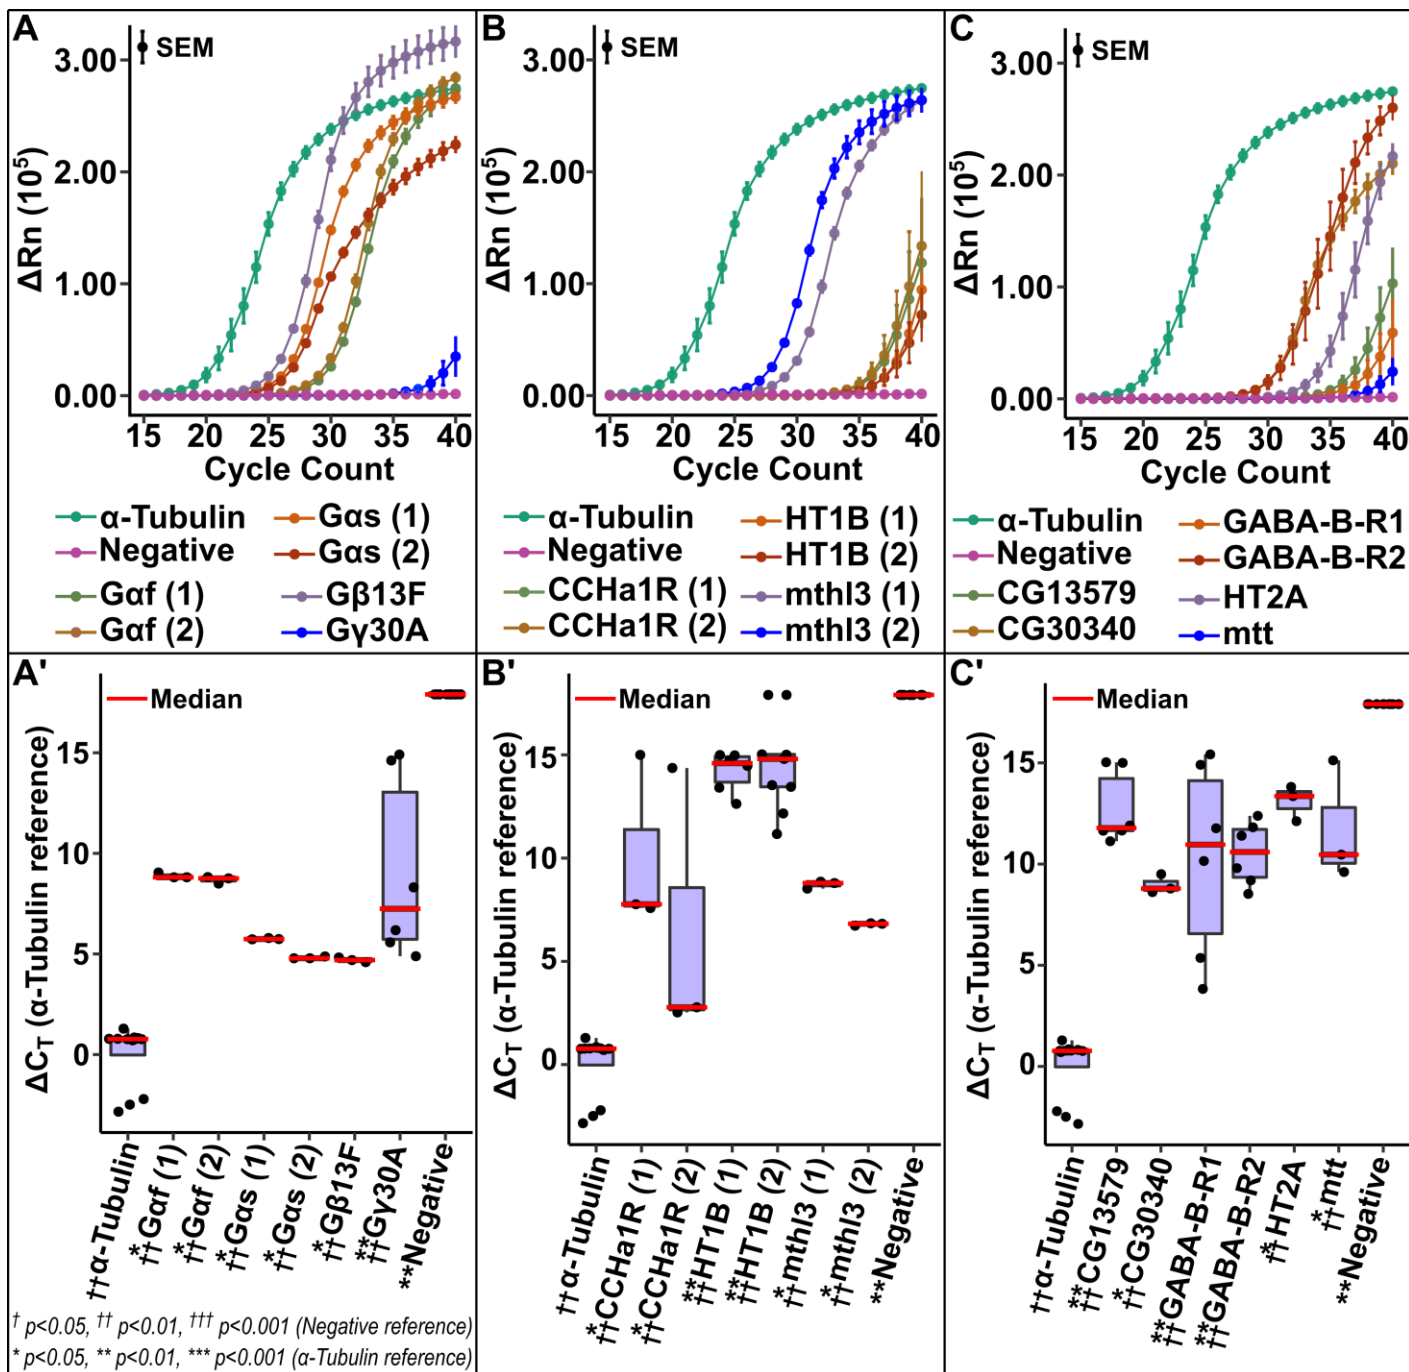 A
SEM
3.00
2.00
1.00
0.00
ΔRn (10⁵)
15 20 25 30 35 40
Cycle Count
α-Tubulin
Negative
Gαf (1)
Gαf (2)
Gαs (1)
Gαs (2)
Gβ13F
Gγ30A
B
SEM
3.00
2.00
1.00
0.00
ΔRn (10⁵)
15 20 25 30 35 40
Cycle Count
α-Tubulin
Negative
CCHa1R (1)
CCHa1R (2)
HT1B (1)
HT1B (2)
mthl3 (1)
mthl3 (2)
C
SEM
3.00
2.00
1.00
0.00
ΔRn (10⁵)
15 20 25 30 35 40
Cycle Count
α-Tubulin
Negative
CG13579
CG30340
GABA-B-R1
GABA-B-R2
HT2A
mtt
A'
Median
15
10
5
0
ΔC_T (α-Tubulin reference)
††α-Tubulin
*††Gαf (1)
*††Gαf (2)
*††Gαs (1)
*††Gαs (2)
*††Gβ13F
**††Gγ30A
**Negative
† p<0.05, †† p<0.01, ††† p<0.001 (Negative reference)
* p<0.05, ** p<0.01, *** p<0.001 (α-Tubulin reference)
B'
Median
15
10
5
0
ΔC_T (α-Tubulin reference)
††α-Tubulin
*††CCHa1R (1)
*††CCHa1R (2)
**††HT1B (1)
**††HT1B (2)
*††mthl3 (1)
*††mthl3 (2)
**Negative
C'
Median
15
10
5
0
ΔC_T (α-Tubulin reference)
††α-Tubulin
**††CG13579
*††CG30340
**††GABA-B-R1
**††GABA-B-R2
*††HT2A
*††mtt
**Negative